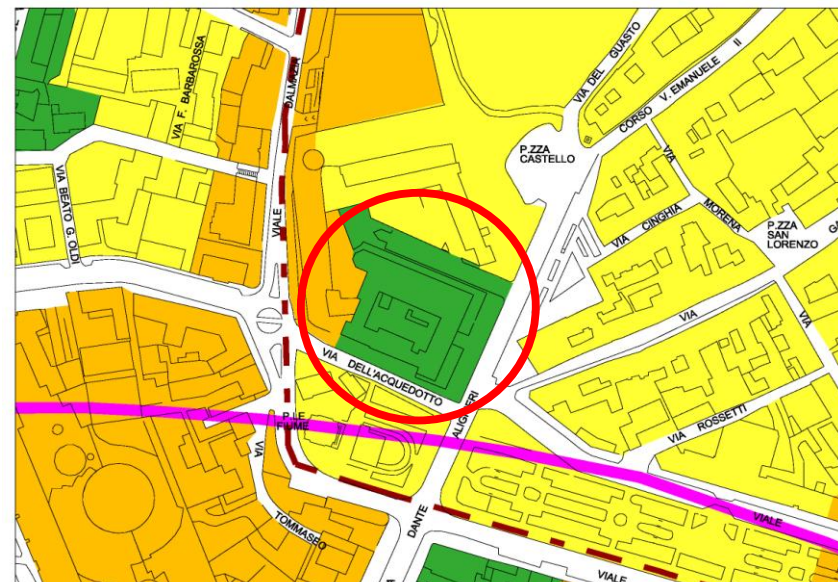 VIA F. BARBAROSSA
DALMAZIA
VIALE
VIA BEATO G. OLDI
VIA DEL GUASTO
CORSO V. EMANUELE II
P.ZZA
CASTELLO
VIA
MORENA
VIA CINGHIA
P.ZZA
SAN
LORENZO
VIA
VIA
VIA DELL'ACQUEDOTTO
ALIGHIERI
DANTE
VIA ROSSETTI
P.LE
FIUME
VIA
TOMMASEO
VIALE
VIALE